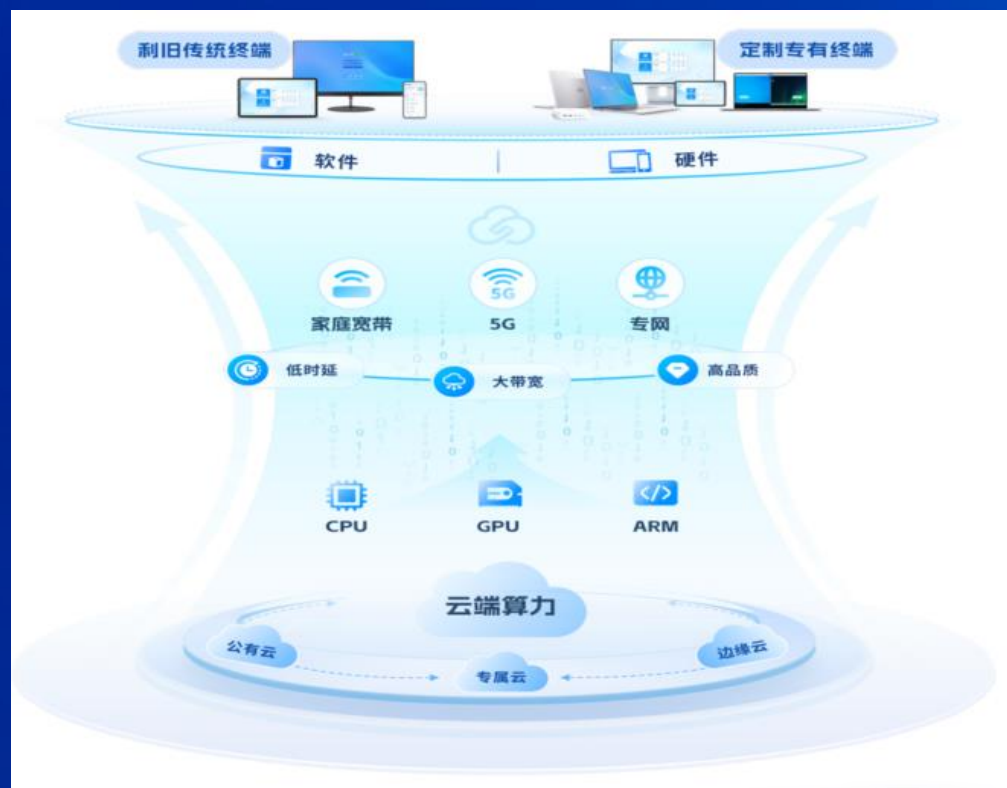 利旧传统终端
定制专有终端
软件
硬件
家庭宽带
5G
5G
专网
低时延
大带宽
高品质
CPU
GPU
ARM
云端算力
公有云
专属云
边缘云